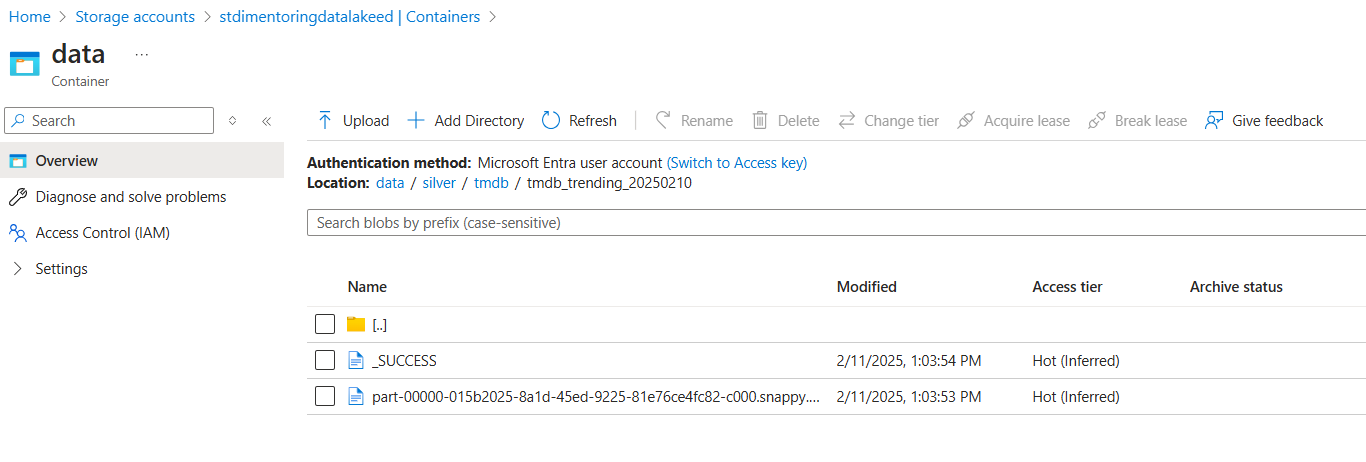 Home > Storage accounts > stdimentoringdatalakeed | Containers >
data ...
Container
Search
Overview
Diagnose and solve problems
Access Control (IAM)
Settings
Upload Add Directory Refresh Rename Delete Change tier Acquire lease Break lease Give feedback
Authentication method: Microsoft Entra user account (Switch to Access key)
Location: data / silver / tmdb / tmdb_trending_20250210
Search blobs by prefix (case-sensitive)
Name Modified Access tier Archive status
[..]
_SUCCESS 2/11/2025, 1:03:54 PM Hot (Inferred)
part-00000-015b2025-8a1d-45ed-9225-81e76ce4fc82-c000.snappy.... 2/11/2025, 1:03:53 PM Hot (Inferred)